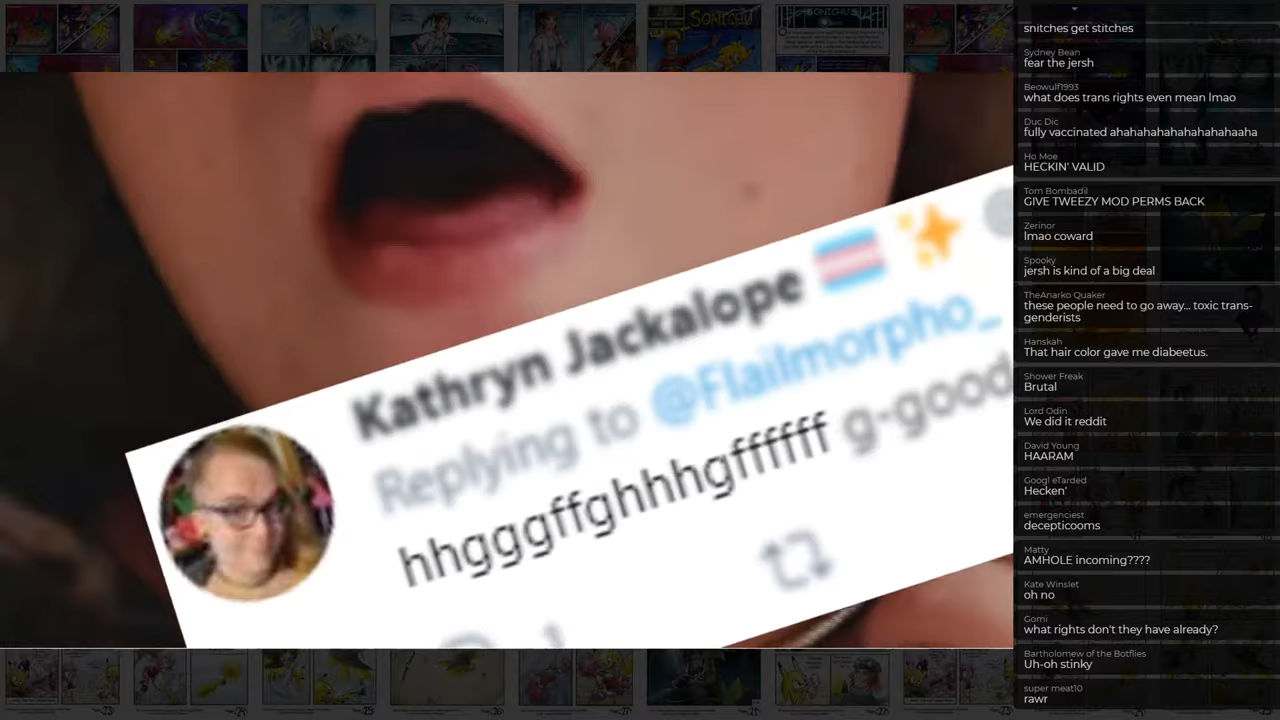 SONICHU
Kathryn Jackalope
Replying to @Flailmorpho_
hhgggffghhhgffffff g-good
snitches get stitches
Sydney Bean
fear the jersh
Beowulf1993
what does trans rights even mean lmao
Duc Dic
fully vaccinated ahahahahahahahahaaha
Ho Moe
HECKIN' VALID
Tom Bombadil
GIVE TWEEZY MOD PERMS BACK
Zerinor
lmao coward
Spooky
jersh is kind of a big deal
TheAnarko Quaker
these people need to go away... toxic trans-
genderists
Hanskah
That hair color gave me diabeetus.
Shower Freak
Brutal
Lord Odin
We did it reddit
David Young
HAARAM
Googl eTarded
Hecken'
emergenciest
decepticooms
Matty
AMHOLE incoming????
Kate Winslet
oh no
Gomi
what rights don't they have already?
Bartholomew of the Botflies
Uh-oh stinky
super meat10
rawr